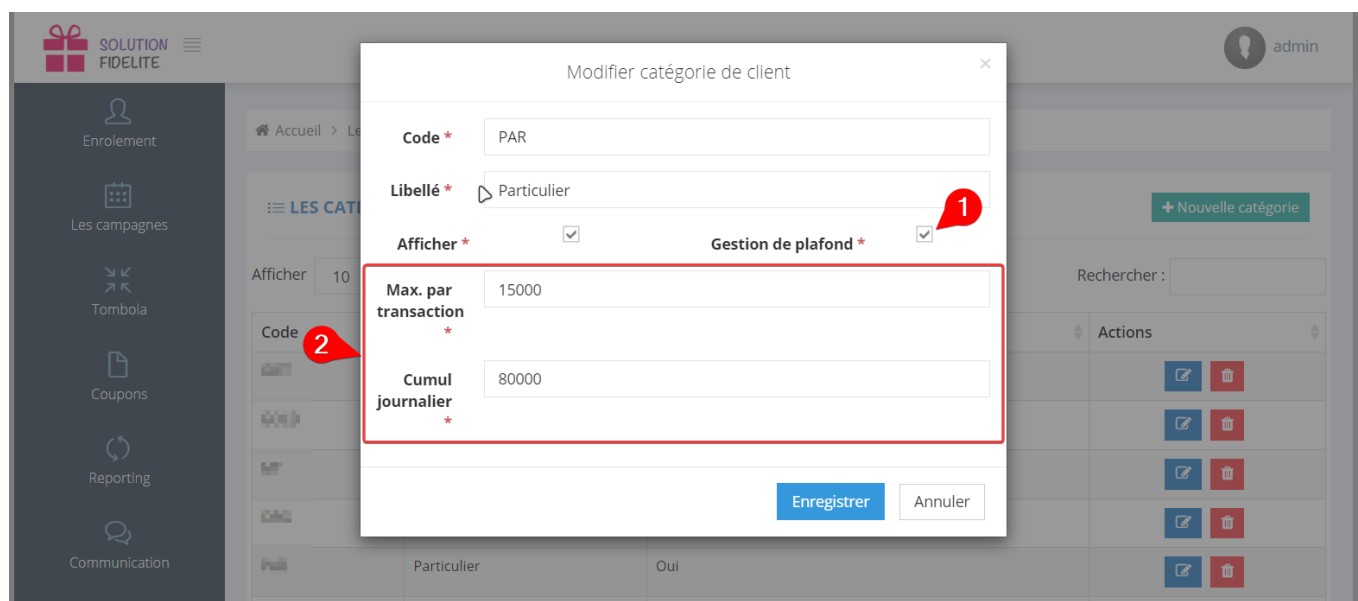 SOLUTION
FIDELITE
admin
Modifier catégorie de client
×
Enrolement
Accueil > Le
Code * PAR
Libellé * Particulier
Les campagnes
LES CATÉ
+ Nouvelle catégorie
1
Afficher * Gestion de plafond *
Afficher 10
Rechercher :
Max. par
transaction
*
15000
Tombola
Code
Actions
2
Cumul
journalier
*
80000
Coupons
Reporting
Enregistrer Annuler
Communication
Particulier Oui